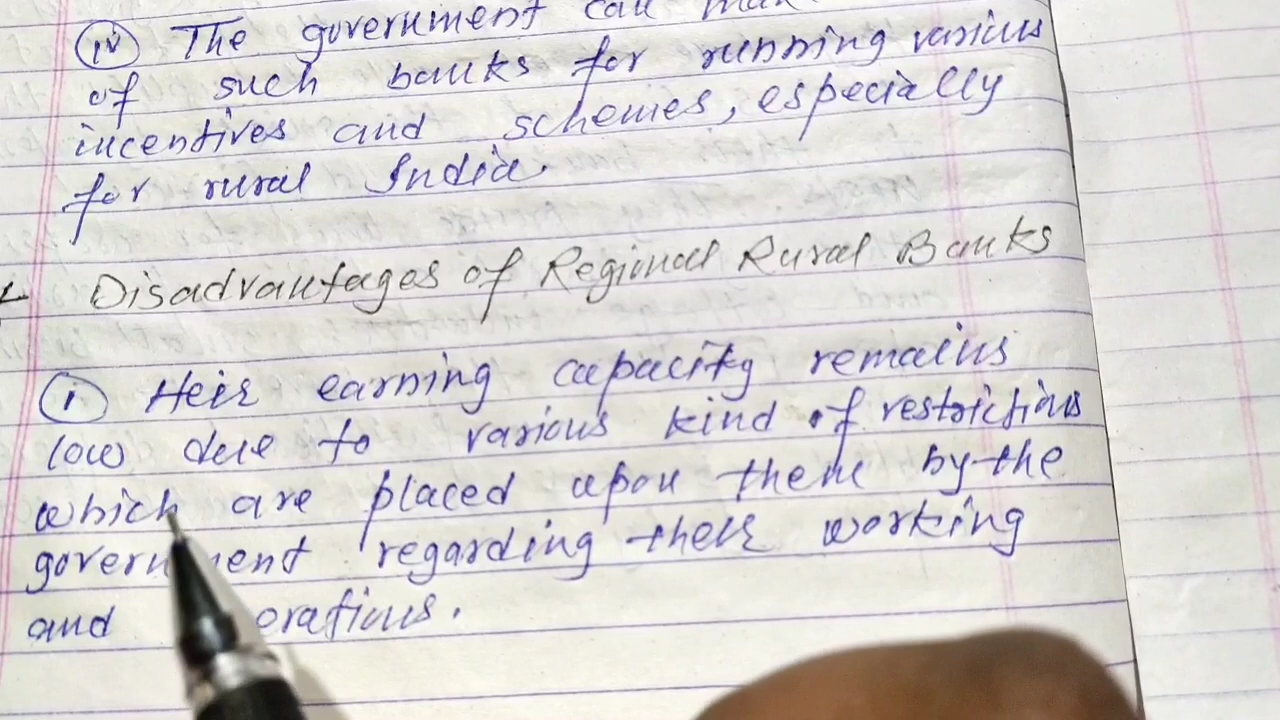 (iv) The government can
of such banks for running various
incentives and schemes, especially
for rural India.
Disadvantages of Regional Rural Banks
(i) Heir earning capacity remains
low due to various kind of restrictions
which are placed upon them by the
government regarding their working
and